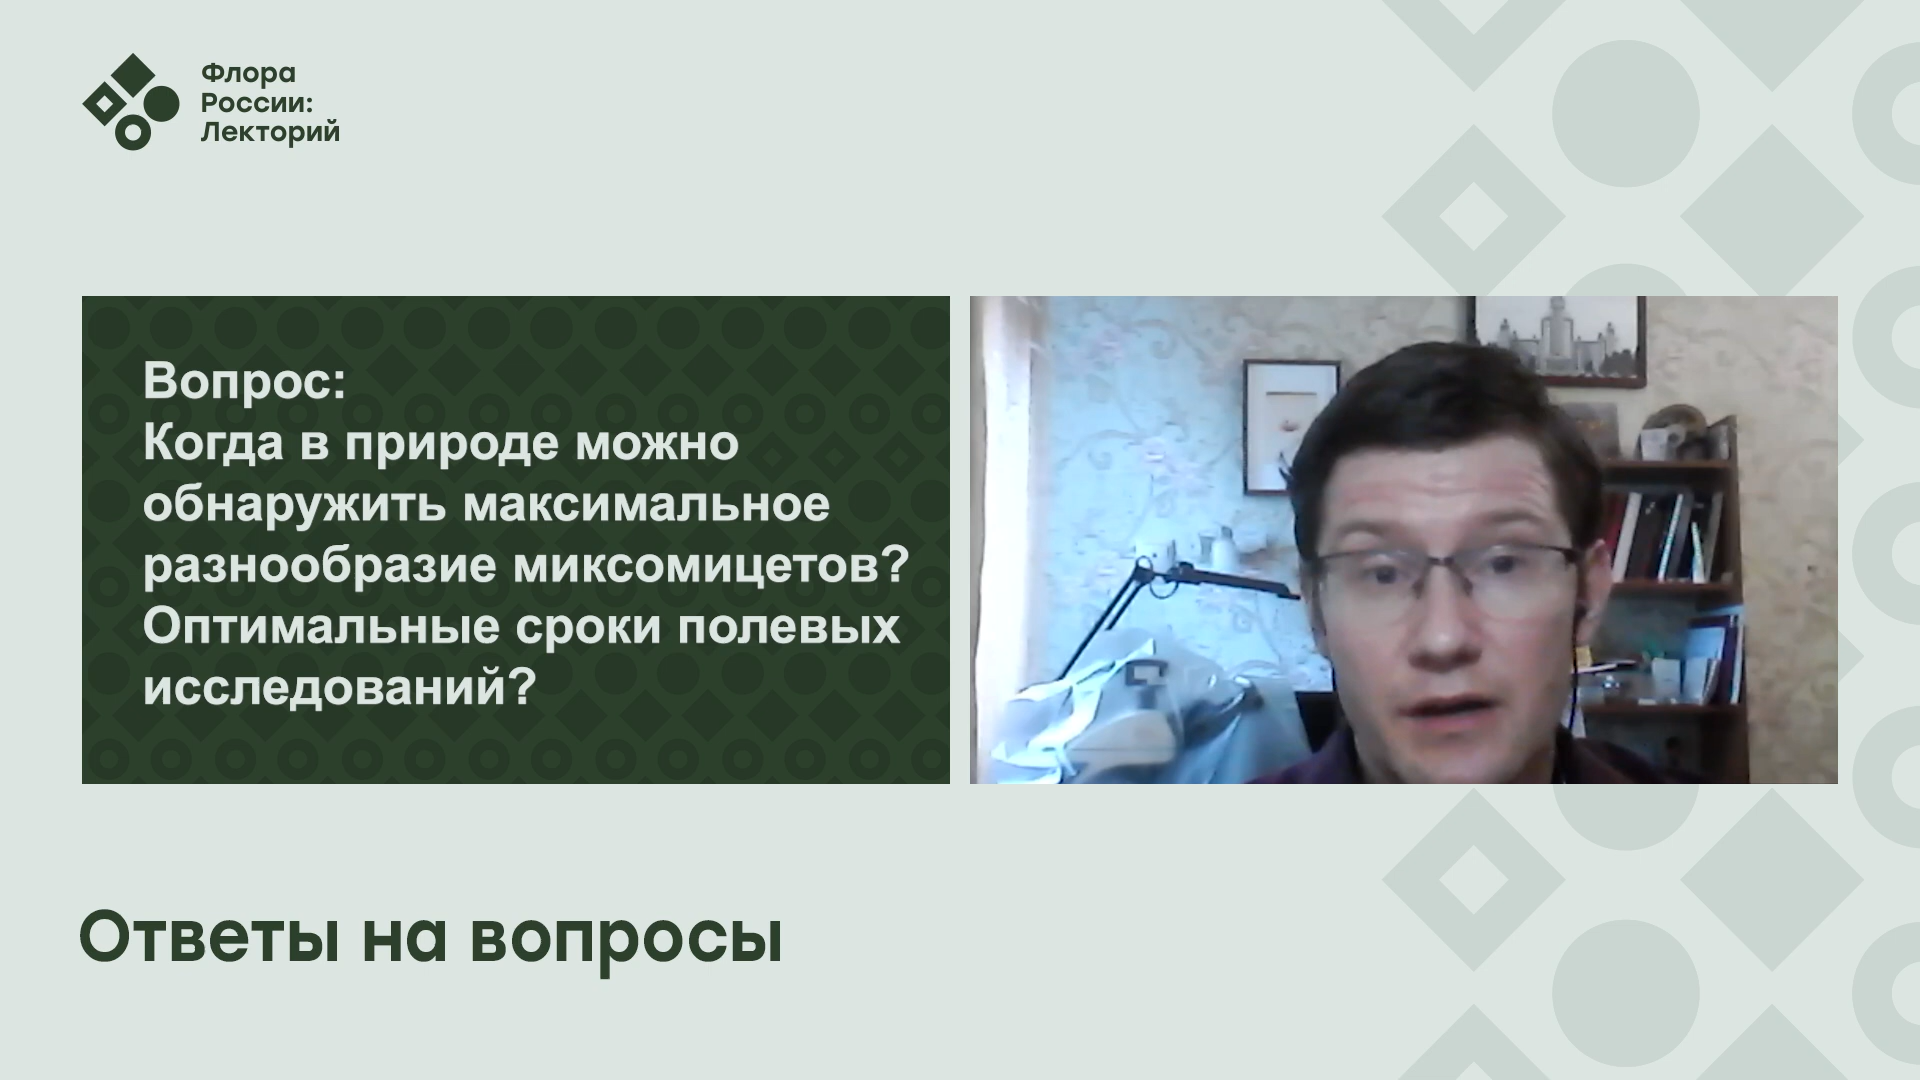 Флора
России:
Лекторий
Вопрос:
Когда в природе можно
обнаружить максимальное
разнообразие миксомицетов?
Оптимальные сроки полевых
исследований?
Ответы на вопросы